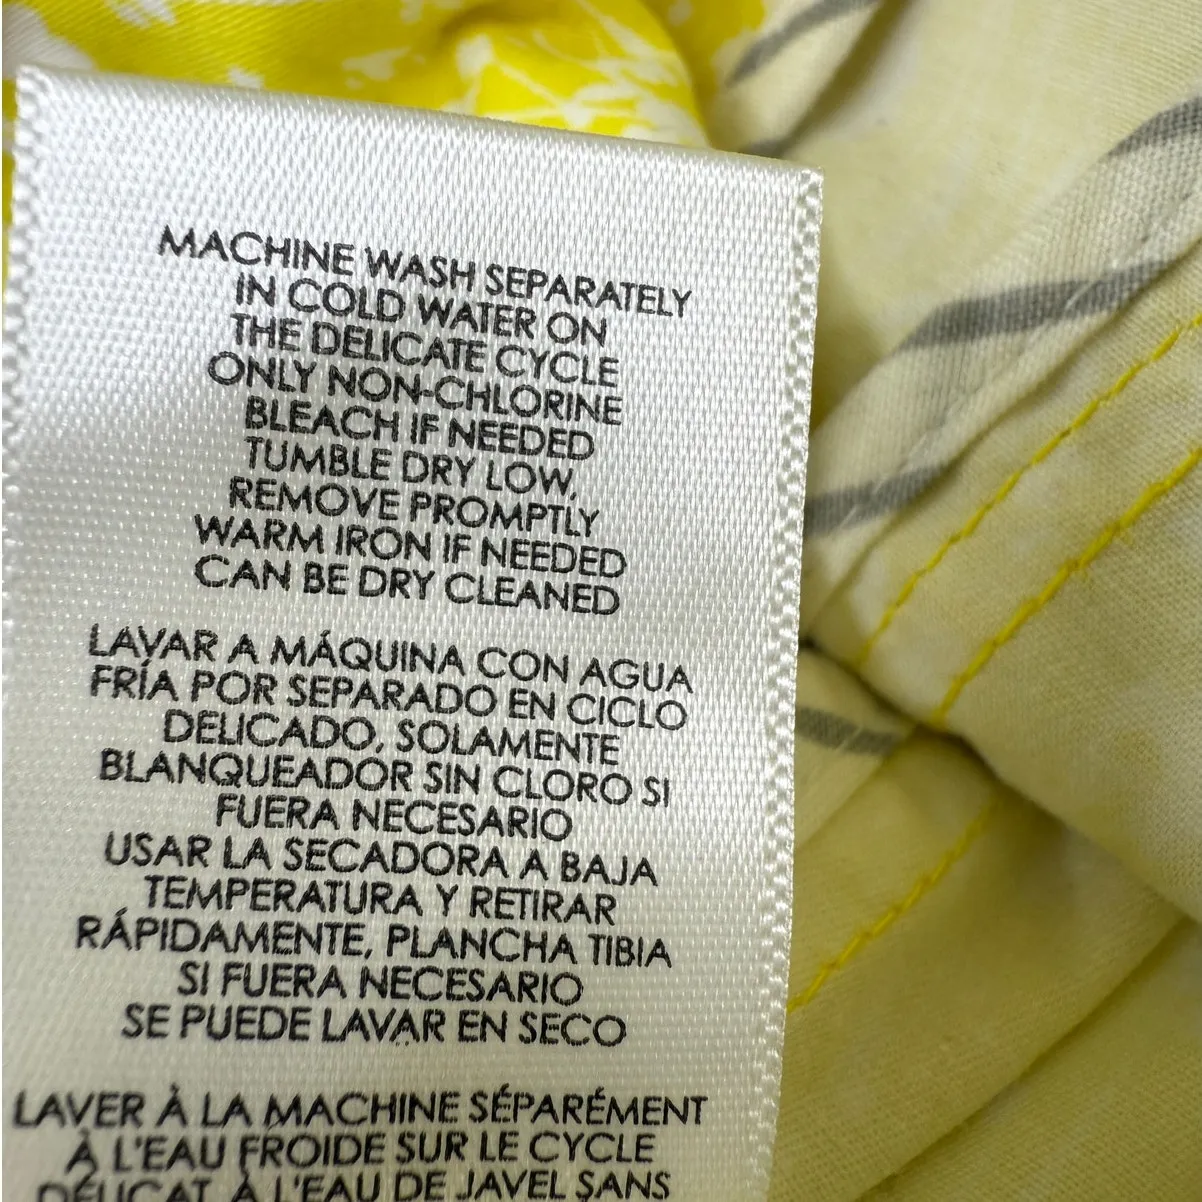 MACHINE WASH SEPARATELY
IN COLD WATER ON
THE DELICATE CYCLE
ONLY NON-CHLORINE
BLEACH IF NEEDED
TUMBLE DRY LOW,
REMOVE PROMPTLY
WARM IRON IF NEEDED
CAN BE DRY CLEANED
LAVAR A MÁQUINA CON AGUA
FRÍA POR SEPARADO EN CICLO
DELICADO, SOLAMENTE
BLANQUEADOR SIN CLORO SI
FUERA NECESARIO
USAR LA SECADORA A BAJA
TEMPERATURA Y RETIRAR
RÁPIDAMENTE, PLANCHA TIBIA
SI FUERA NECESARIO
SE PUEDE LAVAR EN SECO
LAVER À LA MACHINE SÉPARÉMENT
À L'EAU FROIDE SUR LE CYCLE
DÉLICAT, À L'EAU DE JAVEL SANS